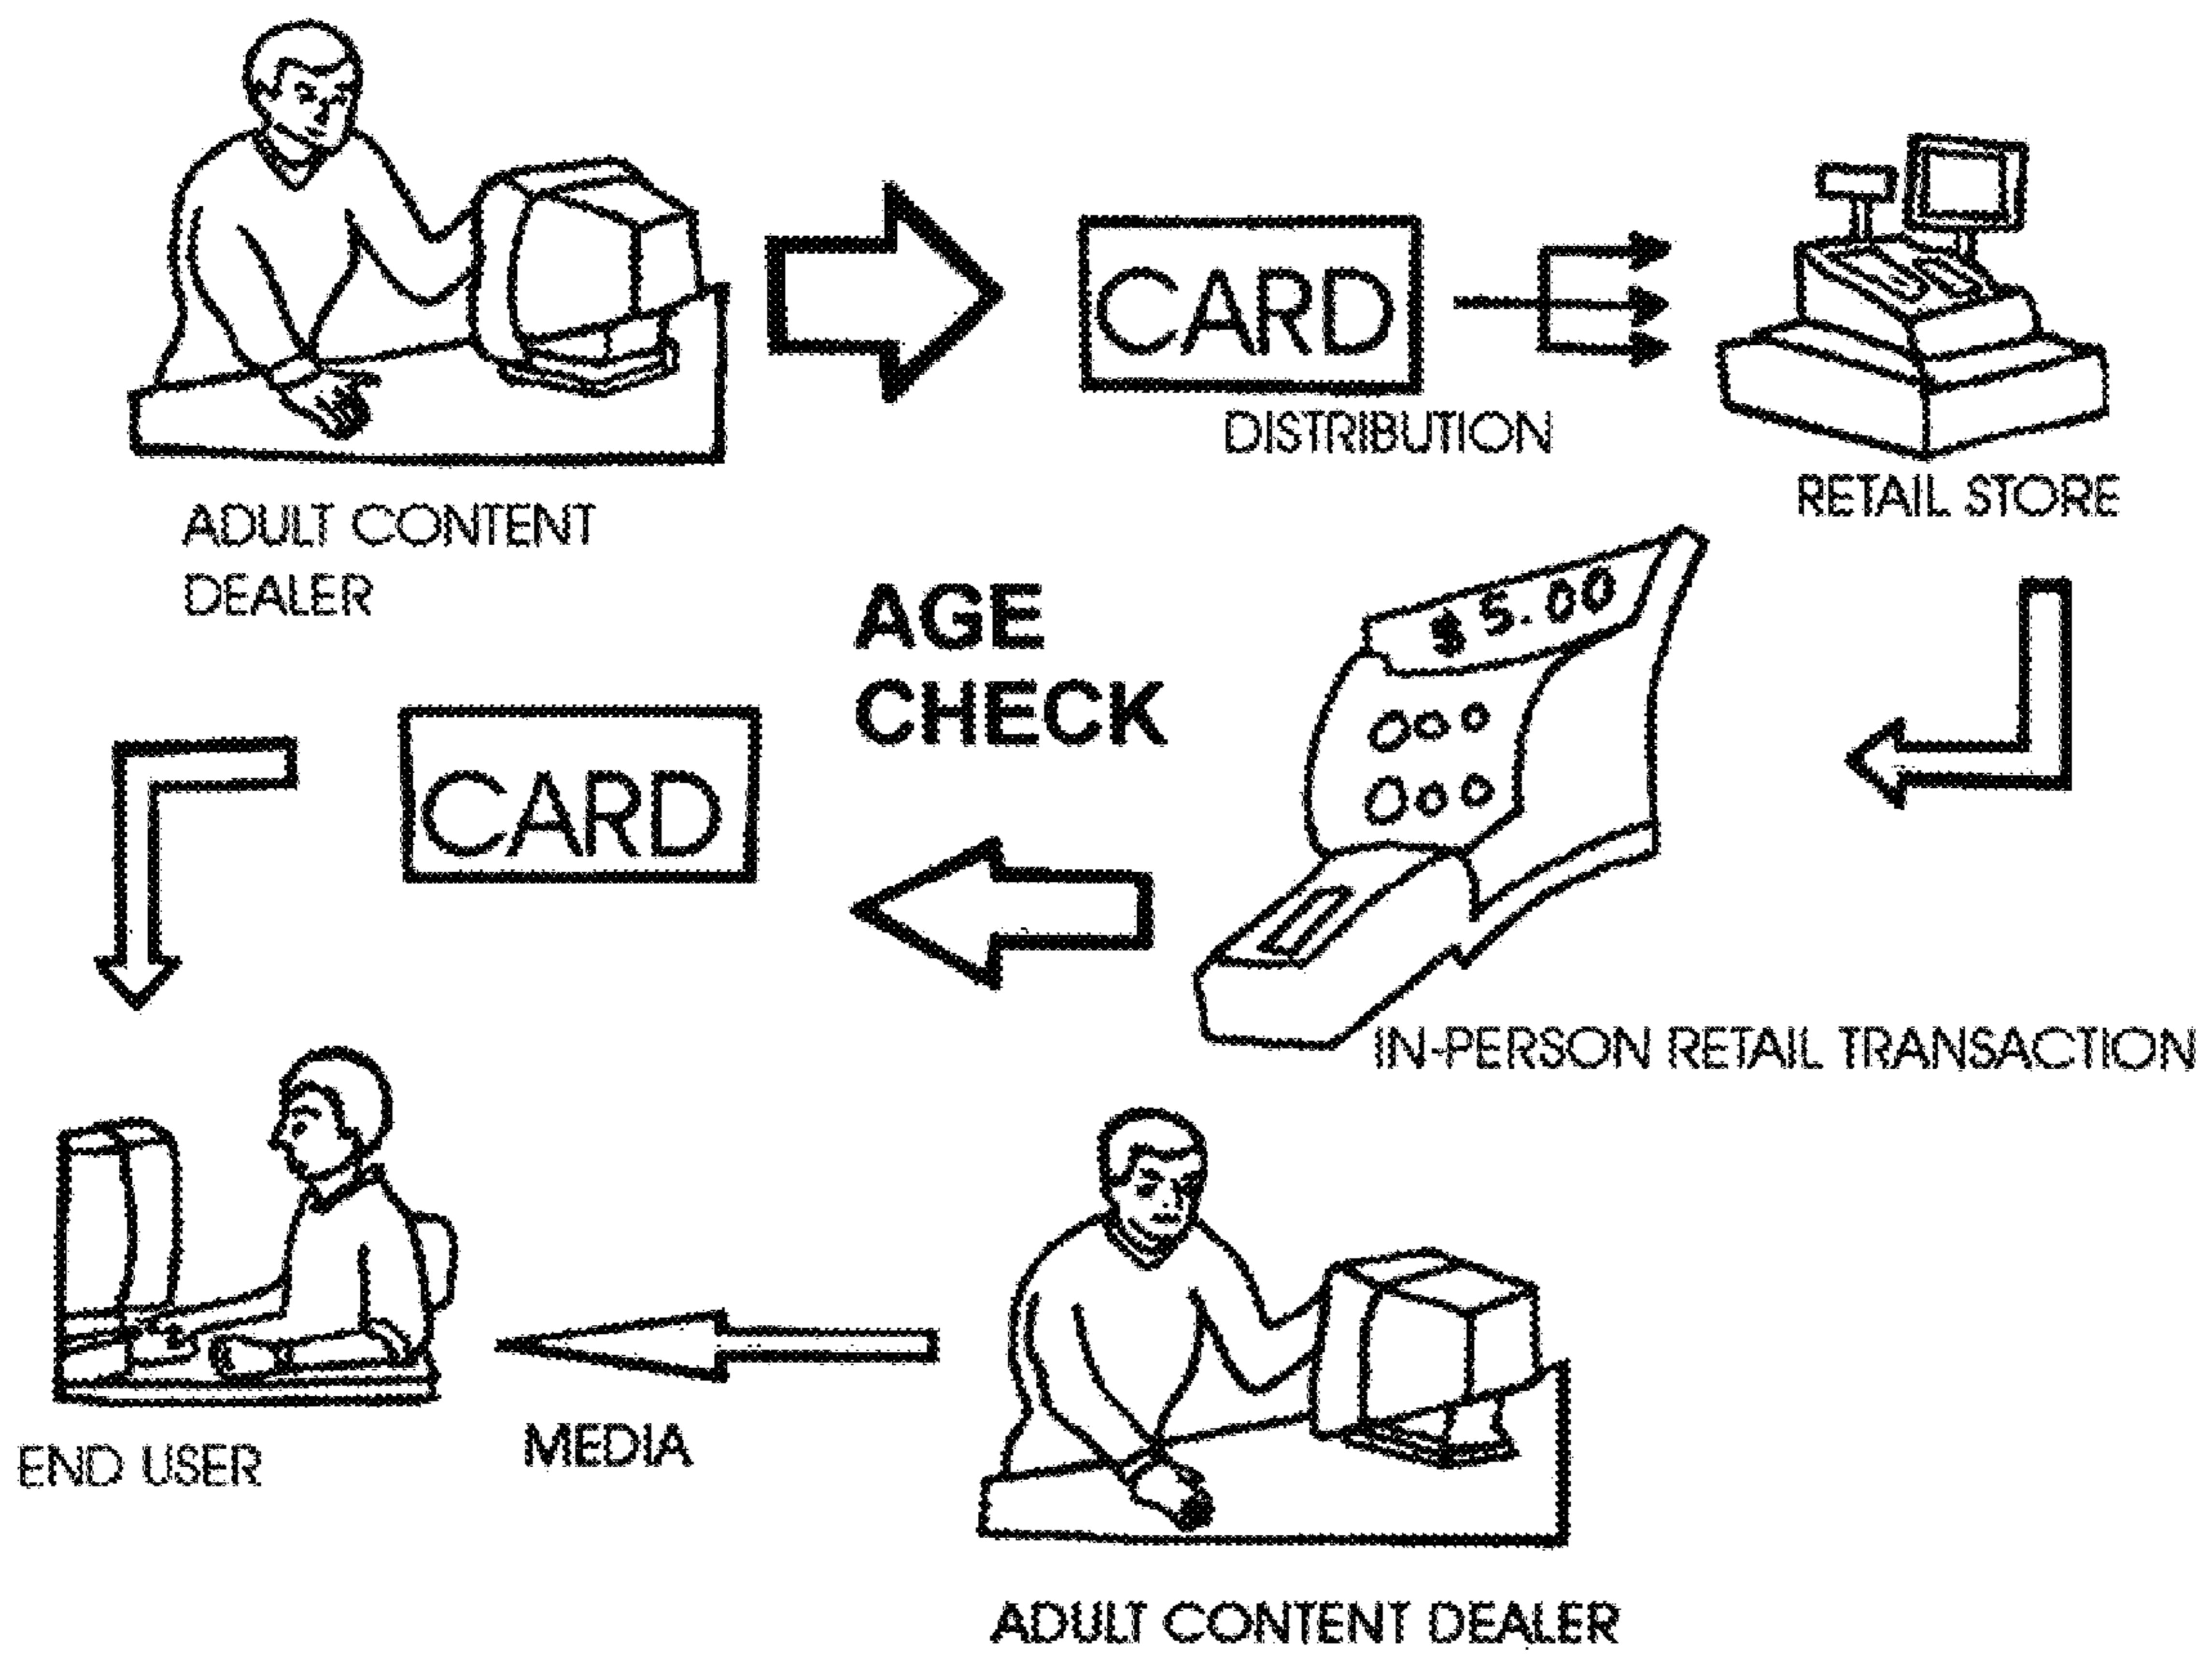 CARD
DISTRIBUTION
RETAIL STORE
ADULT CONTENT
DEALER
AGE
CHECK
$ 5.00
CARD
IN-PERSON RETAIL TRANSACTION
END USER
MEDIA
ADULT CONTENT DEALER